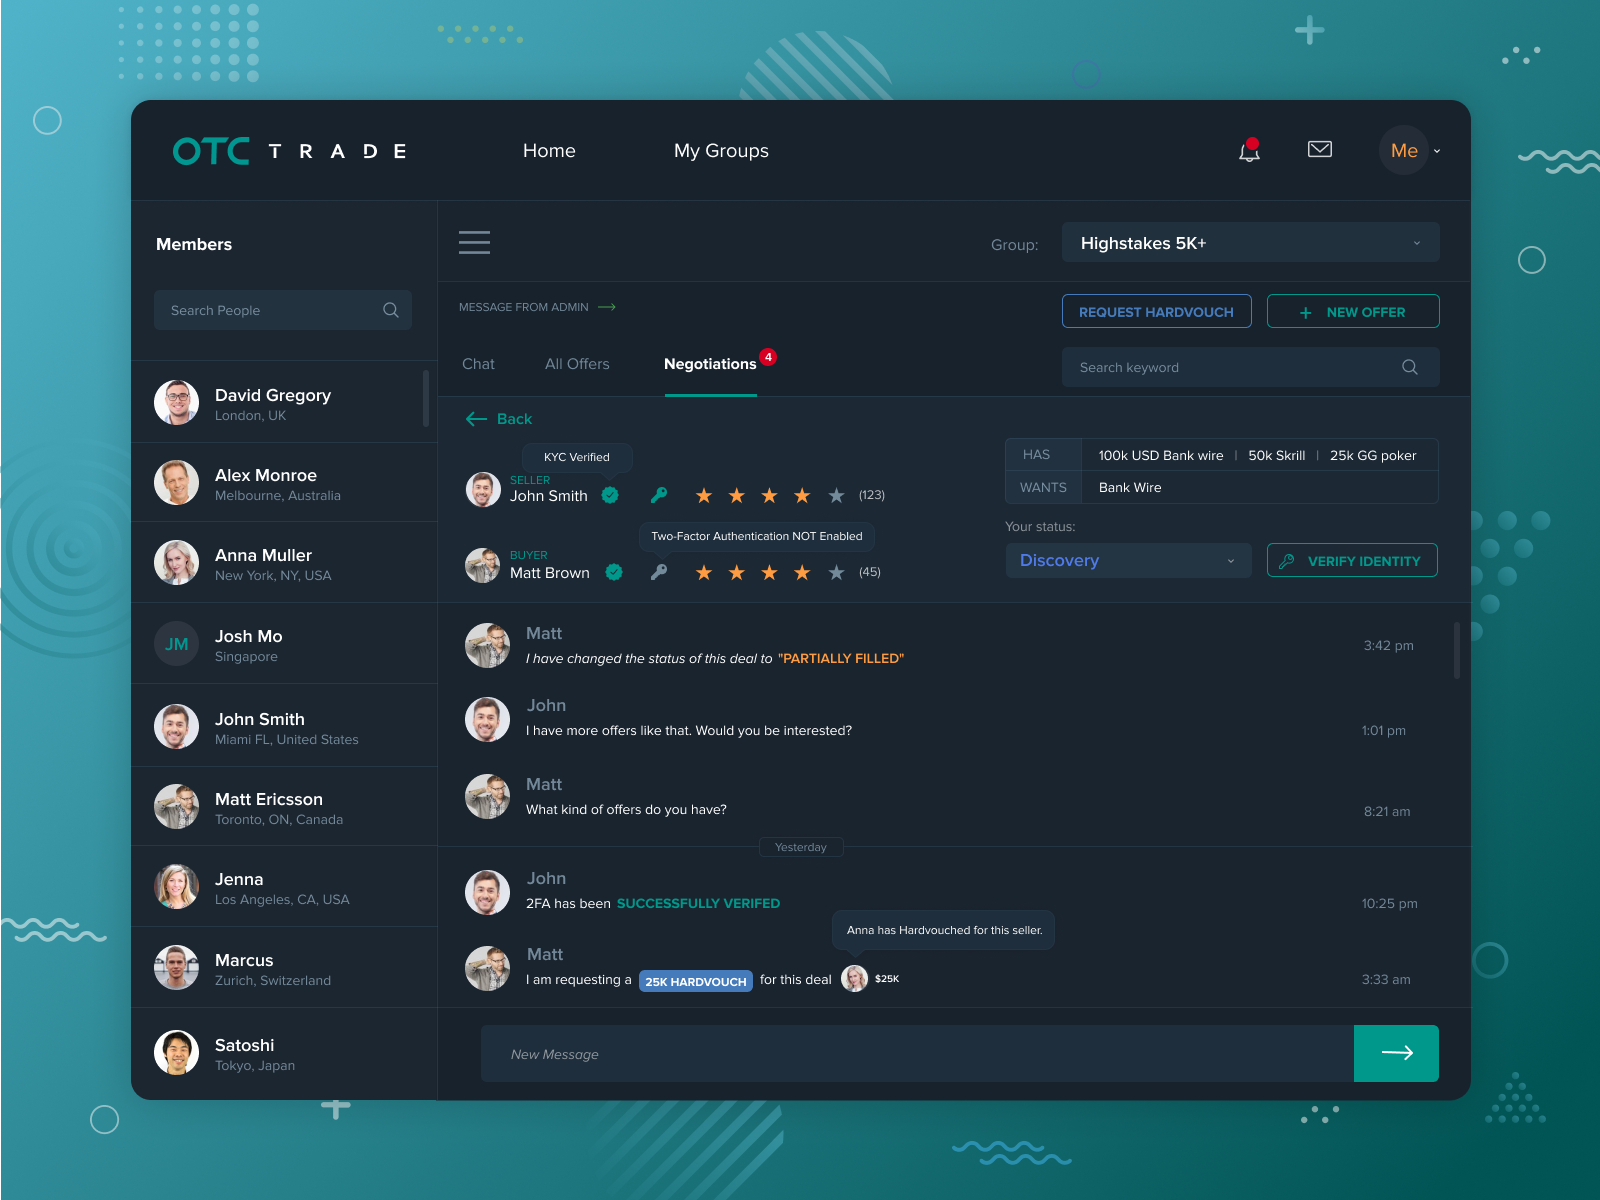 OTC TRADE
Home
My Groups
Me
Members
Search People
David Gregory
London, UK
Alex Monroe
Melbourne, Australia
Anna Muller
New York, NY, USA
JM
Josh Mo
Singapore
John Smith
Miami FL, United States
Matt Ericsson
Toronto, ON, Canada
Jenna
Los Angeles, CA, USA
Marcus
Zurich, Switzerland
Satoshi
Tokyo, Japan
Group:
Highstakes 5K+
MESSAGE FROM ADMIN
REQUEST HARDVOUCH
+ NEW OFFER
Chat
All Offers
Negotiations
4
Search keyword
Back
KYC Verified
SELLER
John Smith
(123)
Two-Factor Authentication NOT Enabled
BUYER
Matt Brown
(45)
HAS
100k USD Bank wire | 50k Skrill | 25k GG poker
WANTS
Bank Wire
Your status:
Discovery
VERIFY IDENTITY
Matt
I have changed the status of this deal to "PARTIALLY FILLED"
3:42 pm
John
I have more offers like that. Would you be interested?
1:01 pm
Matt
What kind of offers do you have?
8:21 am
Yesterday
John
2FA has been SUCCESSFULLY VERIFED
10:25 pm
Anna has Hardvouched for this seller.
Matt
I am requesting a 25K HARDVOUCH for this deal
$25K
3:33 am
New Message